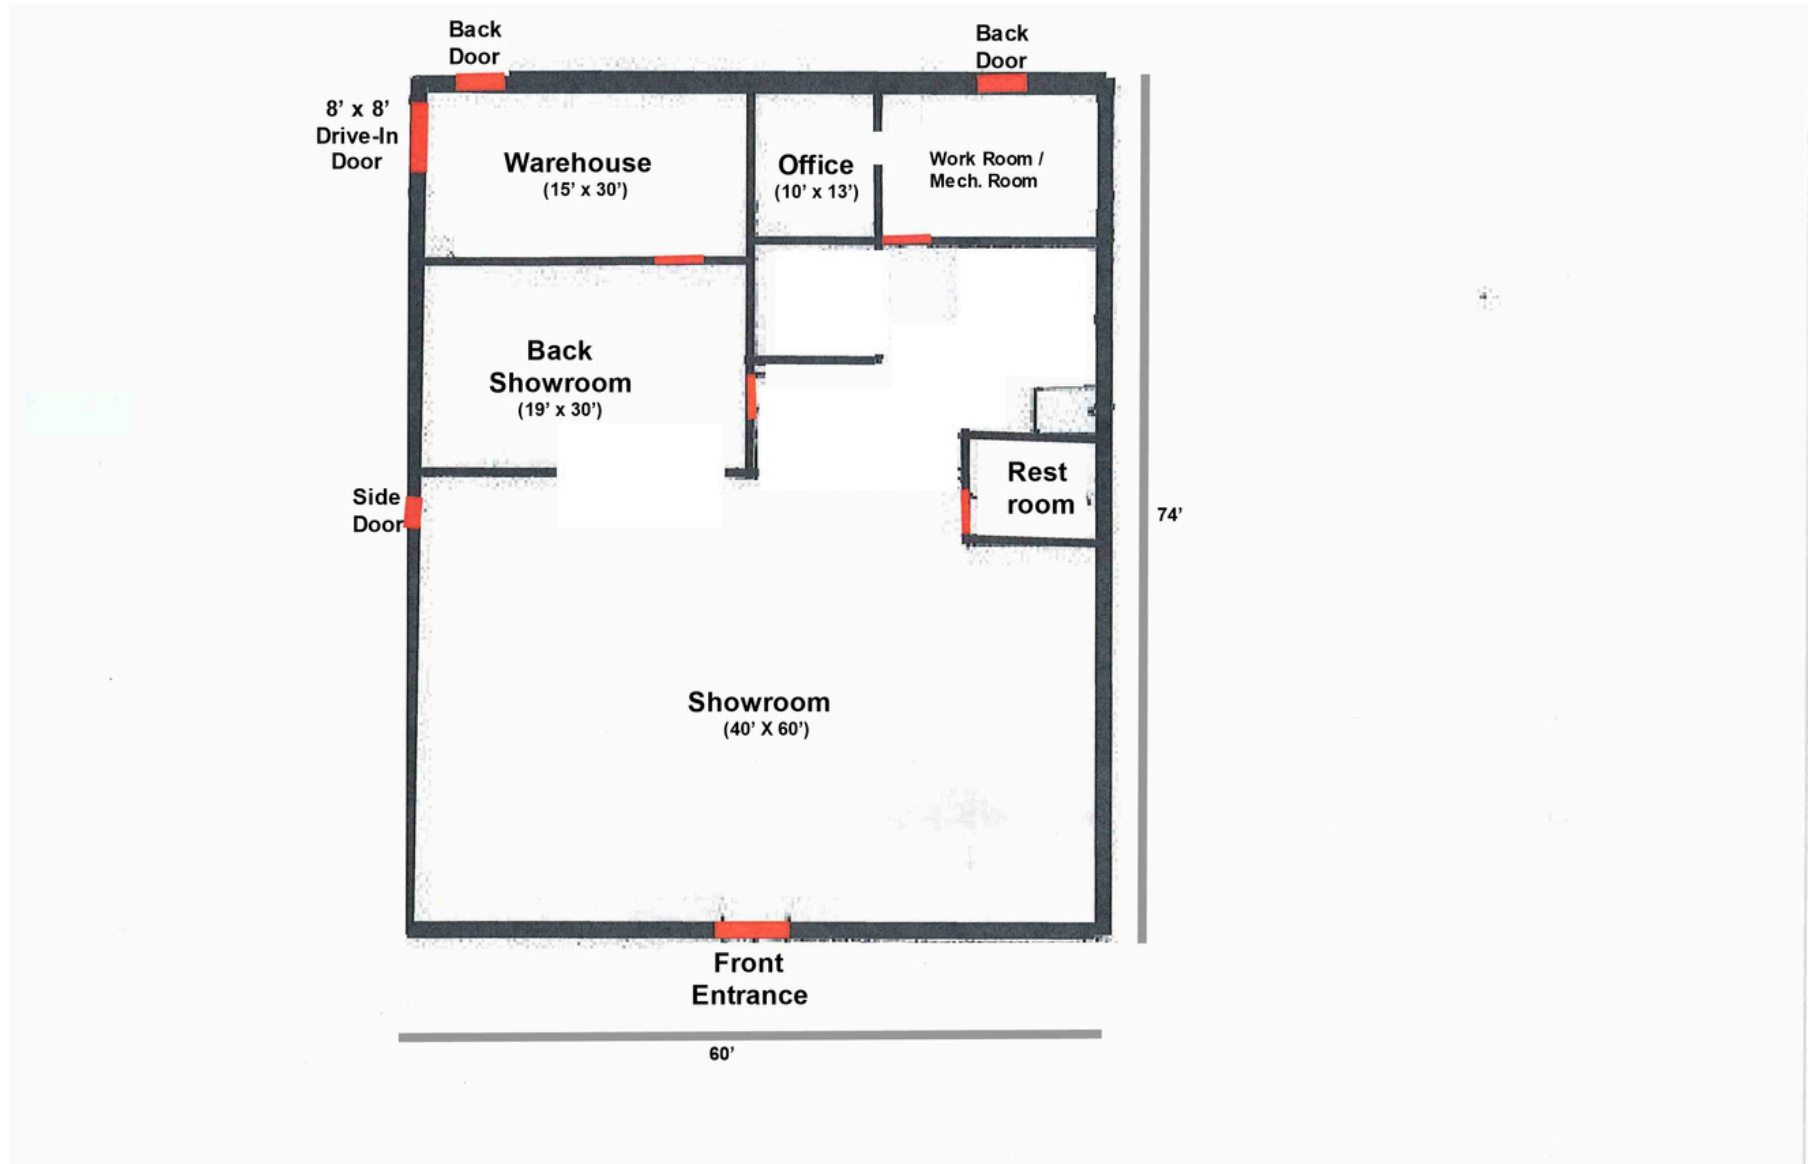 Back
Door
Back
Door
8’ x 8’
Drive-In
Door
Warehouse
(15’ x 30’)
Office
(10’ x 13’)
Work Room /
Mech. Room
Back
Showroom
(19’ x 30’)
Rest
room
Side
Door
74’
Showroom
(40’ X 60’)
Front
Entrance
60’